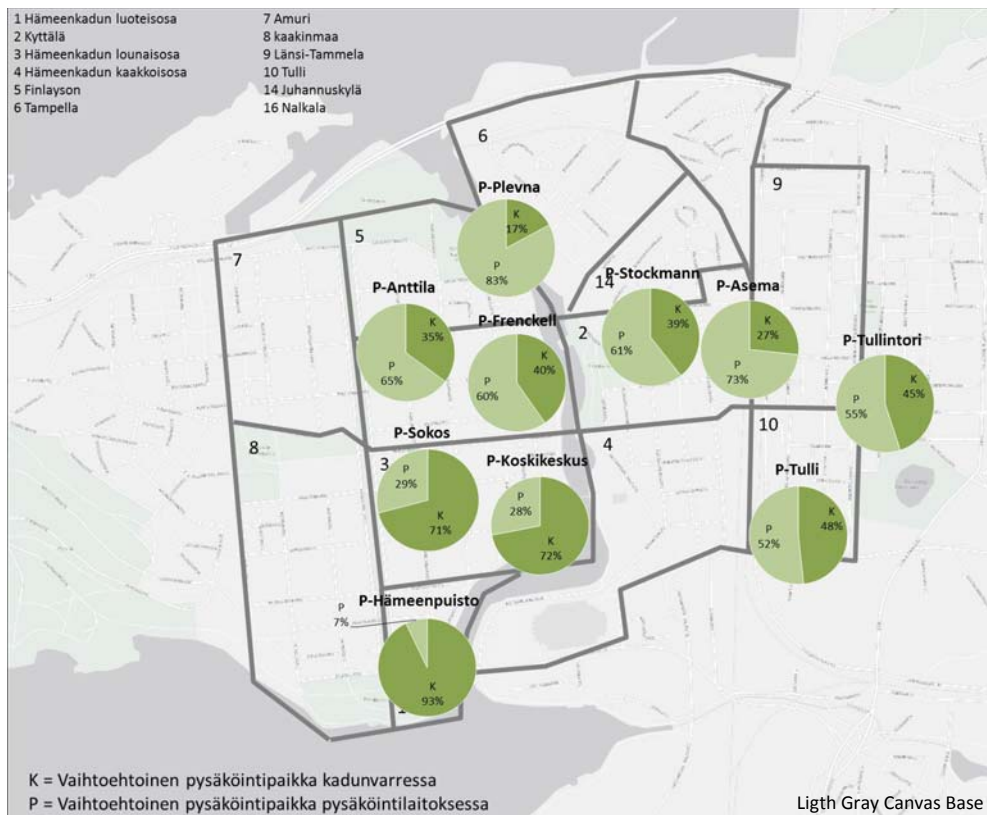 1 Hämeenkadun luoteisosa
2 Kyttälä
3 Hämeenkadun lounaisosa
4 Hämeenkadun kaakkoisosa
5 Finlayson
6 Tampella
7 Amuri
8 kaakinmaa
9 Länsi-Tammela
10 Tulli
14 Juhannuskylä
16 Nalkala
6
9
P-Plevna
K
17%
P
83%
5
7
14
P-Stockmann
K
39%
P
61%
P-Asema
K
27%
P
73%
P-Anttila
K
35%
P
65%
P-Frenckell
K
40%
P
60%
2
P-Tullintori
K
45%
P
55%
8
P-Sokos
3
P
29%
K
71%
P-Koskikeskus
P
28%
K
72%
4
10
P-Tulli
K
48%
P
52%
P-Hämeenpuisto
P
7%
K
93%
1
K = Vaihtoehtoinen pysäköintipaikka kadunvarressa
P = Vaihtoehtoinen pysäköintipaikka pysäköintilaitoksessa
Ligth Gray Canvas Base